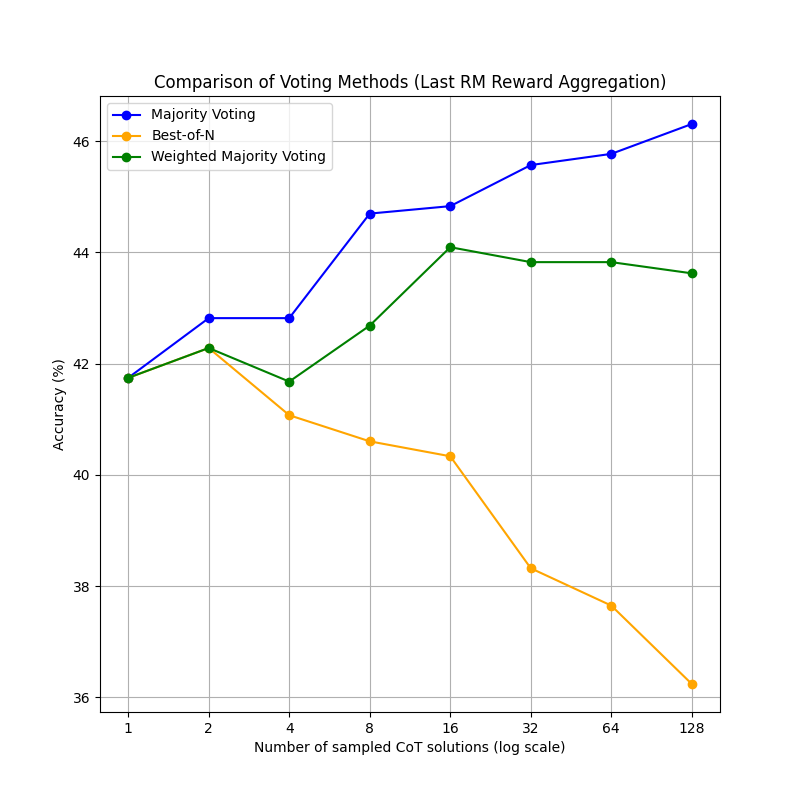 Comparison of Voting Methods (Last RM Reward Aggregation)
Majority Voting
Best-of-N
Weighted Majority Voting
46
44
42
40
38
36
Accuracy (%)
1 2 4 8 16 32 64 128
Number of sampled CoT solutions (log scale)